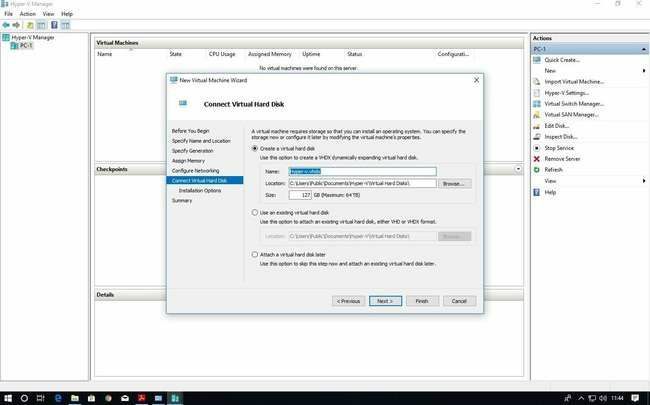 Hyper-V Manager
File Action View Help
Hyper-V Manager
PC-1
Virtual Machines
Name State CPU Usage Assigned Memory Uptime Status Configurati...
No virtual machines were found on this server.
Checkpoints
Details
New Virtual Machine Wizard
Connect Virtual Hard Disk
Before You Begin
Specify Name and Location
Specify Generation
Assign Memory
Configure Networking
Connect Virtual Hard Disk
Installation Options
Summary
A virtual machine requires storage so that you can install an operating system. You can specify the
storage now or configure it later by modifying the virtual machine's properties.
Create a virtual hard disk
Use this option to create a VHDX dynamically expanding virtual hard disk.
Name: Hyper-v.vhdx
Location: C:\Users\Public\Documents\Hyper-V\Virtual Hard Disks\ Browse...
Size: 127 GB (Maximum: 64 TB)
Use an existing virtual hard disk
Use this option to attach an existing virtual hard disk, either VHD or VHDX format.
Location: C:\Users\Public\Documents\Hyper-V\Virtual Hard Disks\ Browse...
Attach a virtual hard disk later
Use this option to skip this step now and attach an existing virtual hard disk later.
< Previous Next > Finish Cancel
Actions
PC-1
Quick Create...
New
Import Virtual Machine...
Hyper-V Settings...
Virtual Switch Manager...
Virtual SAN Manager...
Edit Disk...
Inspect Disk...
Stop Service
Remove Server
Refresh
View
Help
11:44